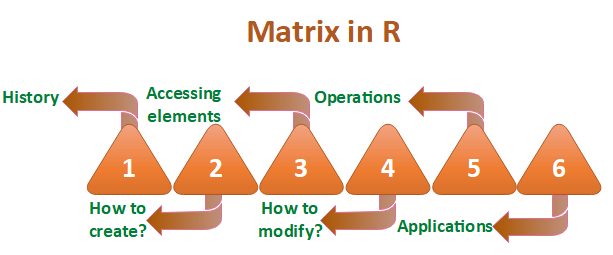 Matrix in R
History
Accessing
elements
Operations
1 2 3 4 5 6
How to
create?
How to
modify?
Applications